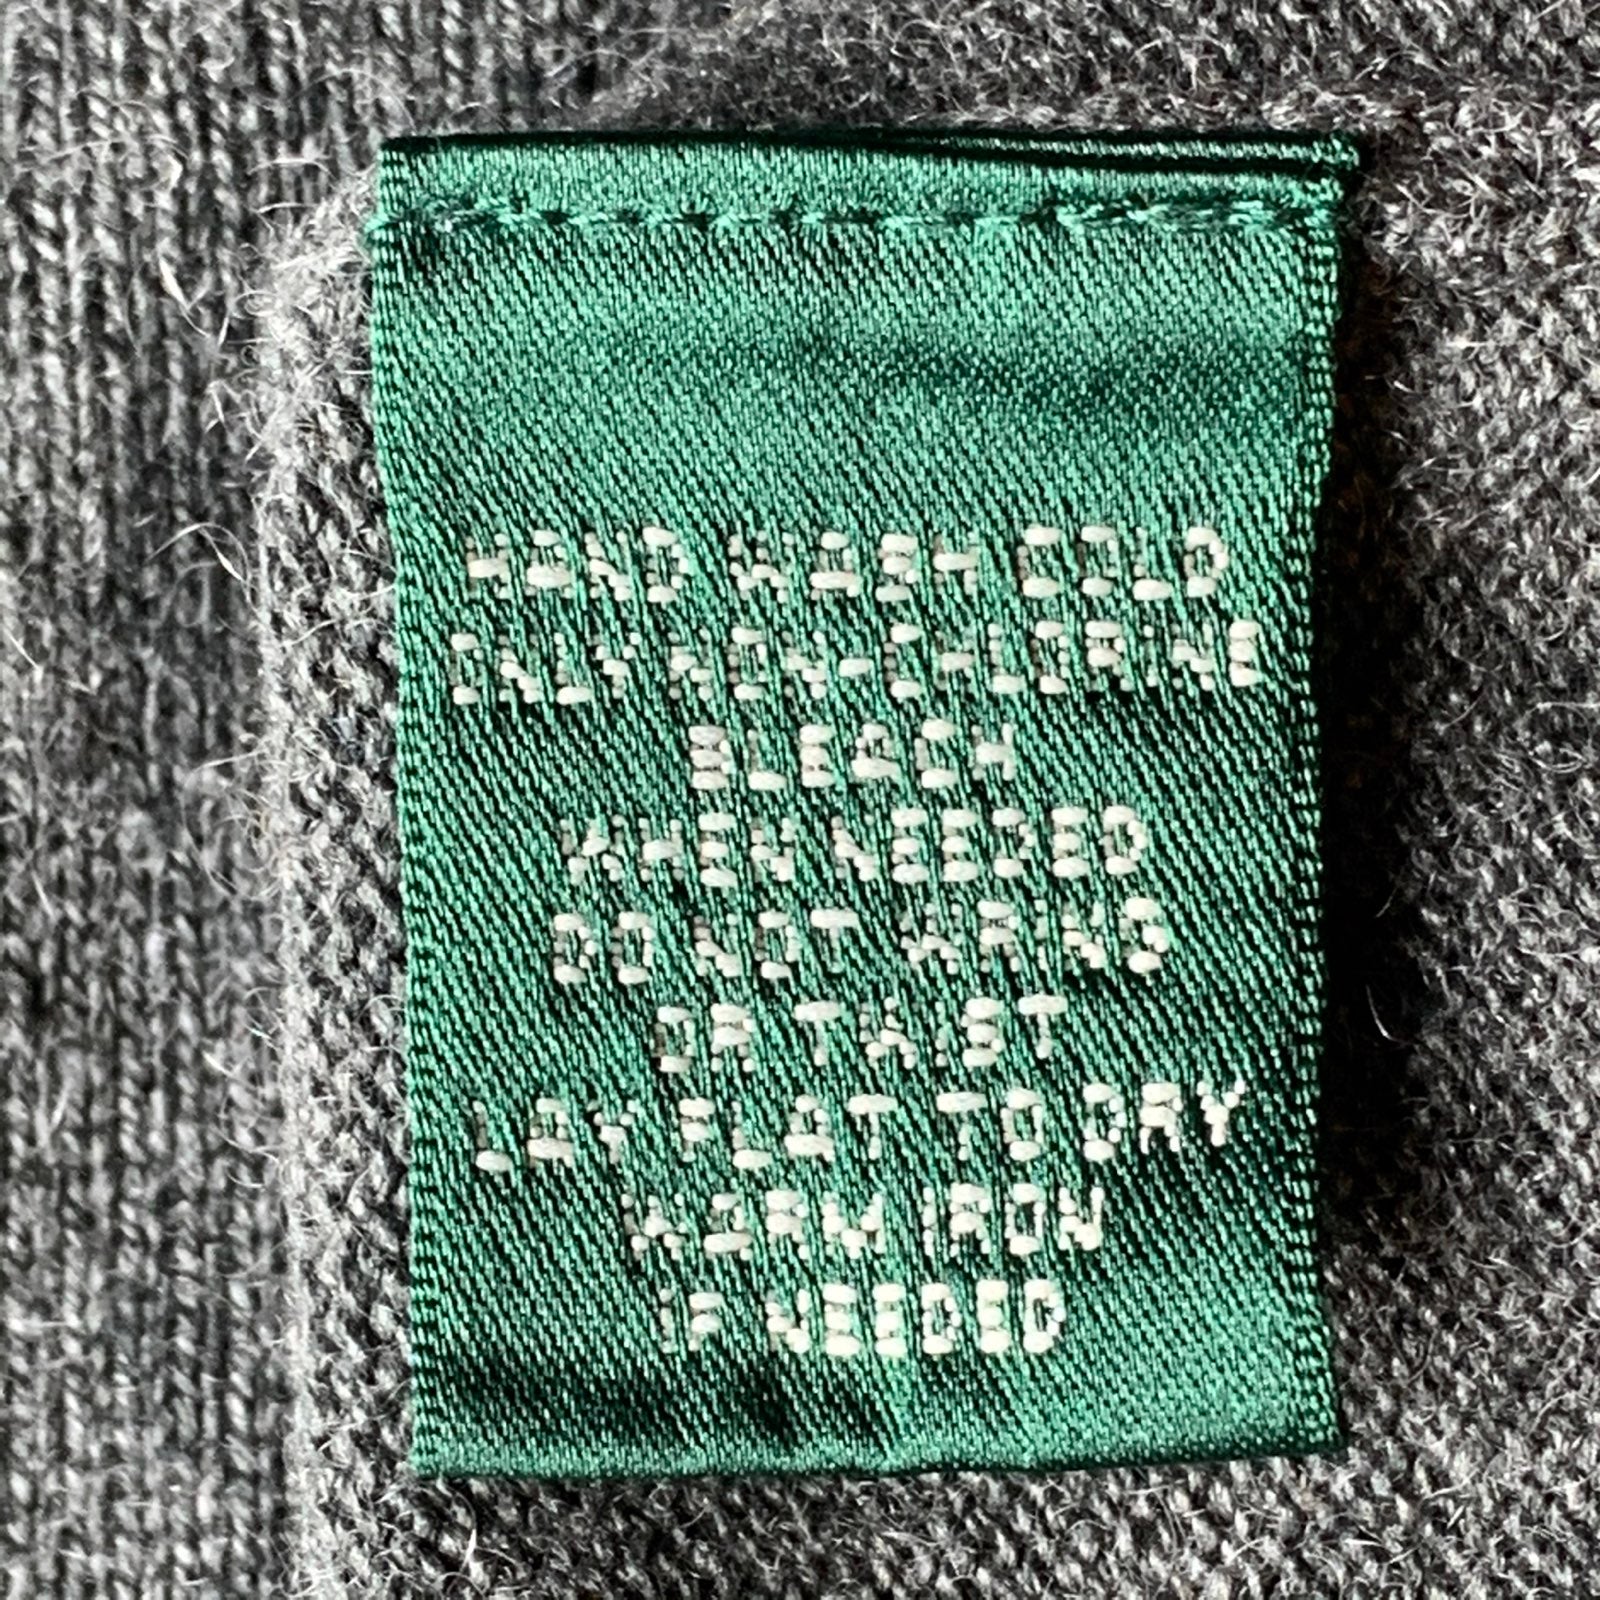 HAND WASH COLD
ONLY NON-CHLORINE
BLEACH
WHEN NEEDED
DO NOT WRING
OR TWIST
LAY FLAT TO DRY
WARM IRON
IF NEEDED